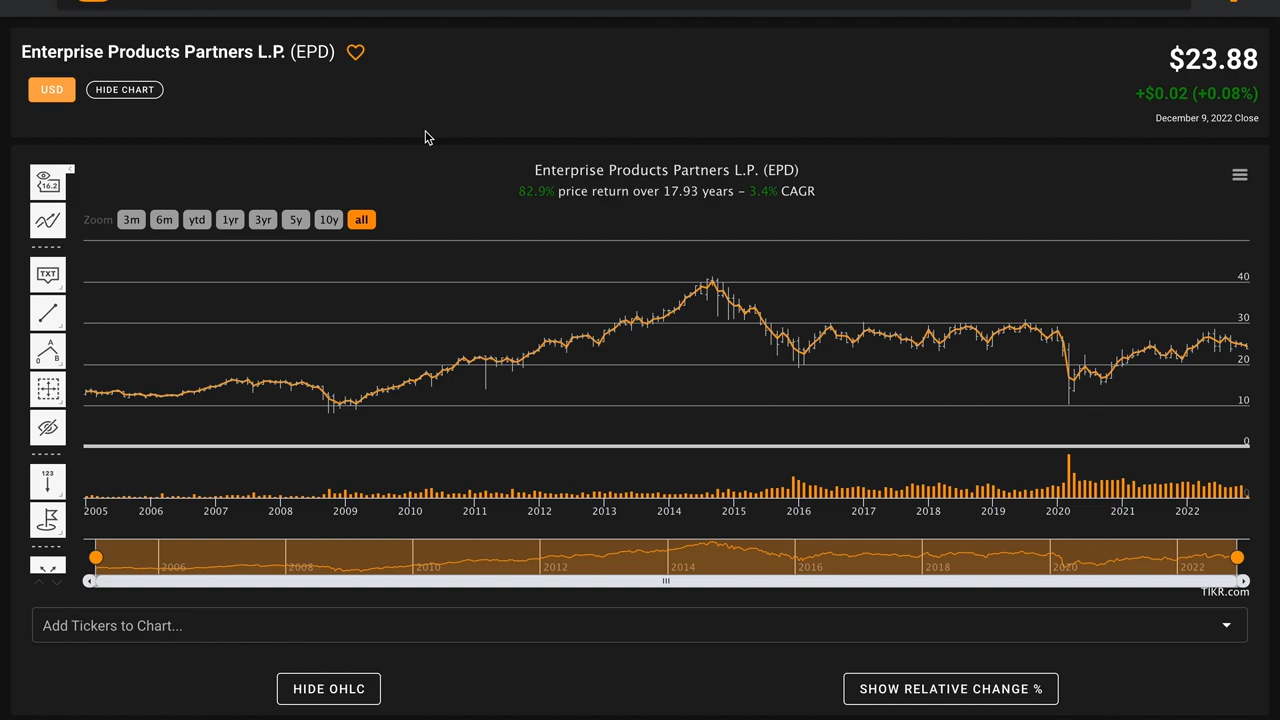 Enterprise Products Partners L.P. (EPD)
$23.88
USD
HIDE CHART
+$0.02 (+0.08%)
December 9, 2022 Close
Enterprise Products Partners L.P. (EPD)
82.9% price return over 17.93 years – 3.4% CAGR
16.2
Zoom 3m 6m ytd 1yr 3yr 5y 10y all
TXT
A
0 B
123
40
30
20
10
0
0
2005 2006 2007 2008 2009 2010 2011 2012 2013 2014 2015 2016 2017 2018 2019 2020 2021 2022
2006 2008 2010 2012 2014 2016 2018 2020 2022
TIKR.com
Add Tickers to Chart...
HIDE OHLC
SHOW RELATIVE CHANGE %